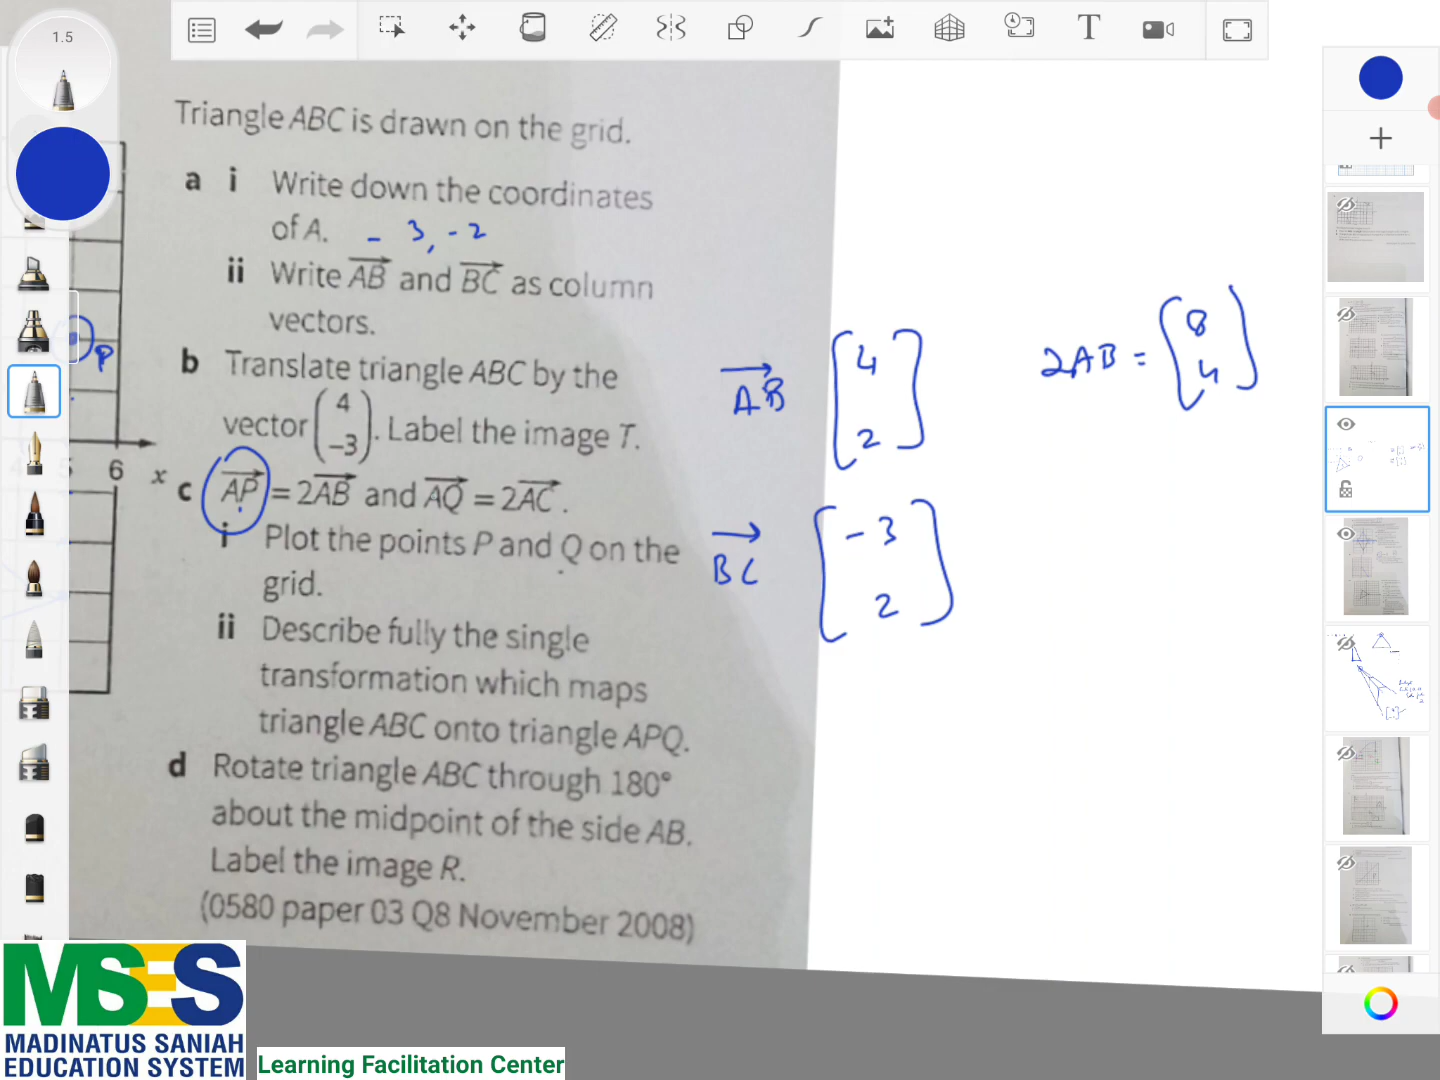 1.5
T
Triangle ABC is drawn on the grid.
a i Write down the coordinates
of A. - 3, -2
ii Write AB and BC as column
vectors.
b Translate triangle ABC by the
vector (4 -3). Label the image T.
c AP = 2AB and AQ = 2AC.
i Plot the points P and Q on the
grid.
ii Describe fully the single
transformation which maps
triangle ABC onto triangle APQ.
d Rotate triangle ABC through 180°
about the midpoint of the side AB.
Label the image R.
(0580 paper 03 Q8 November 2008)
P
6 x
AB [4 2]
2AB = [8 4]
BC [-3 2]
MSES
MADINATUS SANIAH
EDUCATION SYSTEM
Learning Facilitation Center